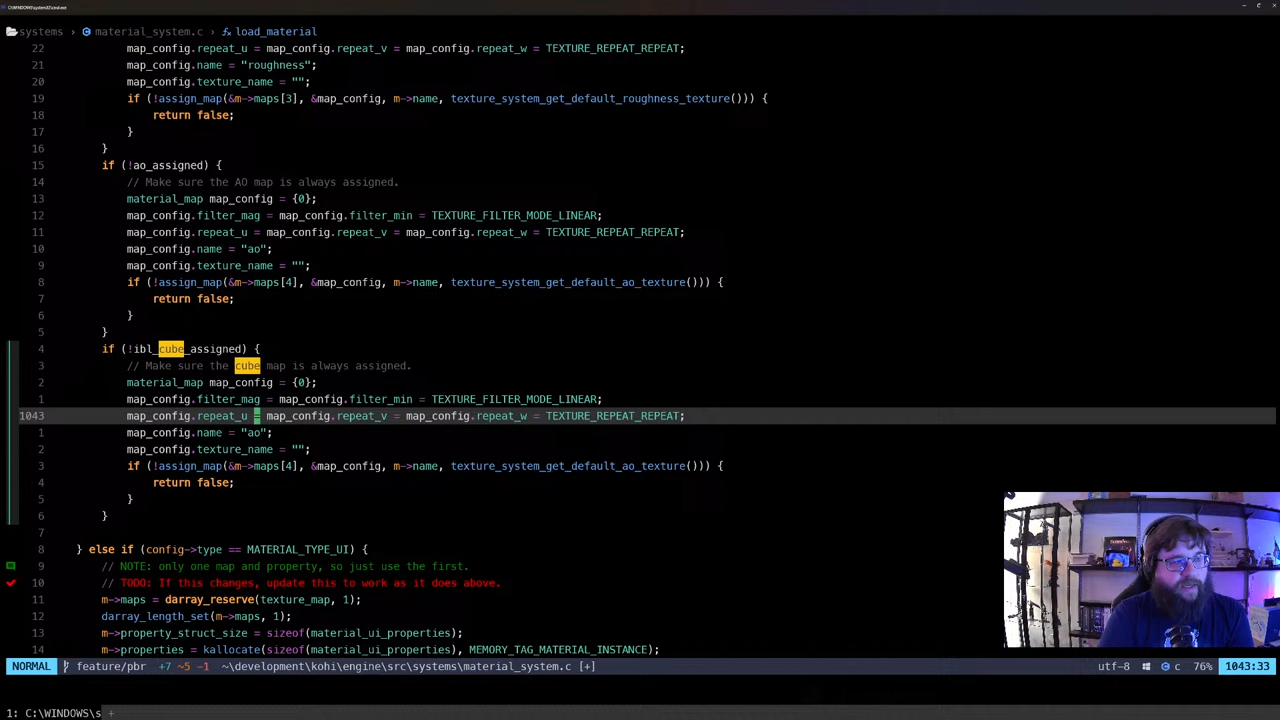 C:\WINDOWS\system32\cmd.exe
systems › material_system.c › load_material
22 map_config.repeat_u = map_config.repeat_v = map_config.repeat_w = TEXTURE_REPEAT_REPEAT;
21 map_config.name = "roughness";
20 map_config.texture_name = "";
19 if (!assign_map(&m->maps[3], &map_config, m->name, texture_system_get_default_roughness_texture())) {
18 return false;
17 }
16 }
15 if (!ao_assigned) {
14 // Make sure the AO map is always assigned.
13 material_map map_config = {0};
12 map_config.filter_mag = map_config.filter_min = TEXTURE_FILTER_MODE_LINEAR;
11 map_config.repeat_u = map_config.repeat_v = map_config.repeat_w = TEXTURE_REPEAT_REPEAT;
10 map_config.name = "ao";
9 map_config.texture_name = "";
8 if (!assign_map(&m->maps[4], &map_config, m->name, texture_system_get_default_ao_texture())) {
7 return false;
6 }
5 }
4 if (!ibl_cube_assigned) {
3 // Make sure the cube map is always assigned.
2 material_map map_config = {0};
1 map_config.filter_mag = map_config.filter_min = TEXTURE_FILTER_MODE_LINEAR;
1043 map_config.repeat_u = map_config.repeat_v = map_config.repeat_w = TEXTURE_REPEAT_REPEAT;
1 map_config.name = "ao";
2 map_config.texture_name = "";
3 if (!assign_map(&m->maps[4], &map_config, m->name, texture_system_get_default_ao_texture())) {
4 return false;
5 }
6 }
7
8 } else if (config->type == MATERIAL_TYPE_UI) {
9 // NOTE: only one map and property, so just use the first.
10 // TODO: If this changes, update this to work as it does above.
11 m->maps = darray_reserve(texture_map, 1);
12 darray_length_set(m->maps, 1);
13 m->property_struct_size = sizeof(material_ui_properties);
14 m->properties = kallocate(sizeof(material_ui_properties), MEMORY_TAG_MATERIAL_INSTANCE);
NORMAL feature/pbr +7 ~5 -1 ~\development\kohi\engine\src\systems\material_system.c [+] utf-8 c 76% 1043:33
1: C:\WINDOWS\s +